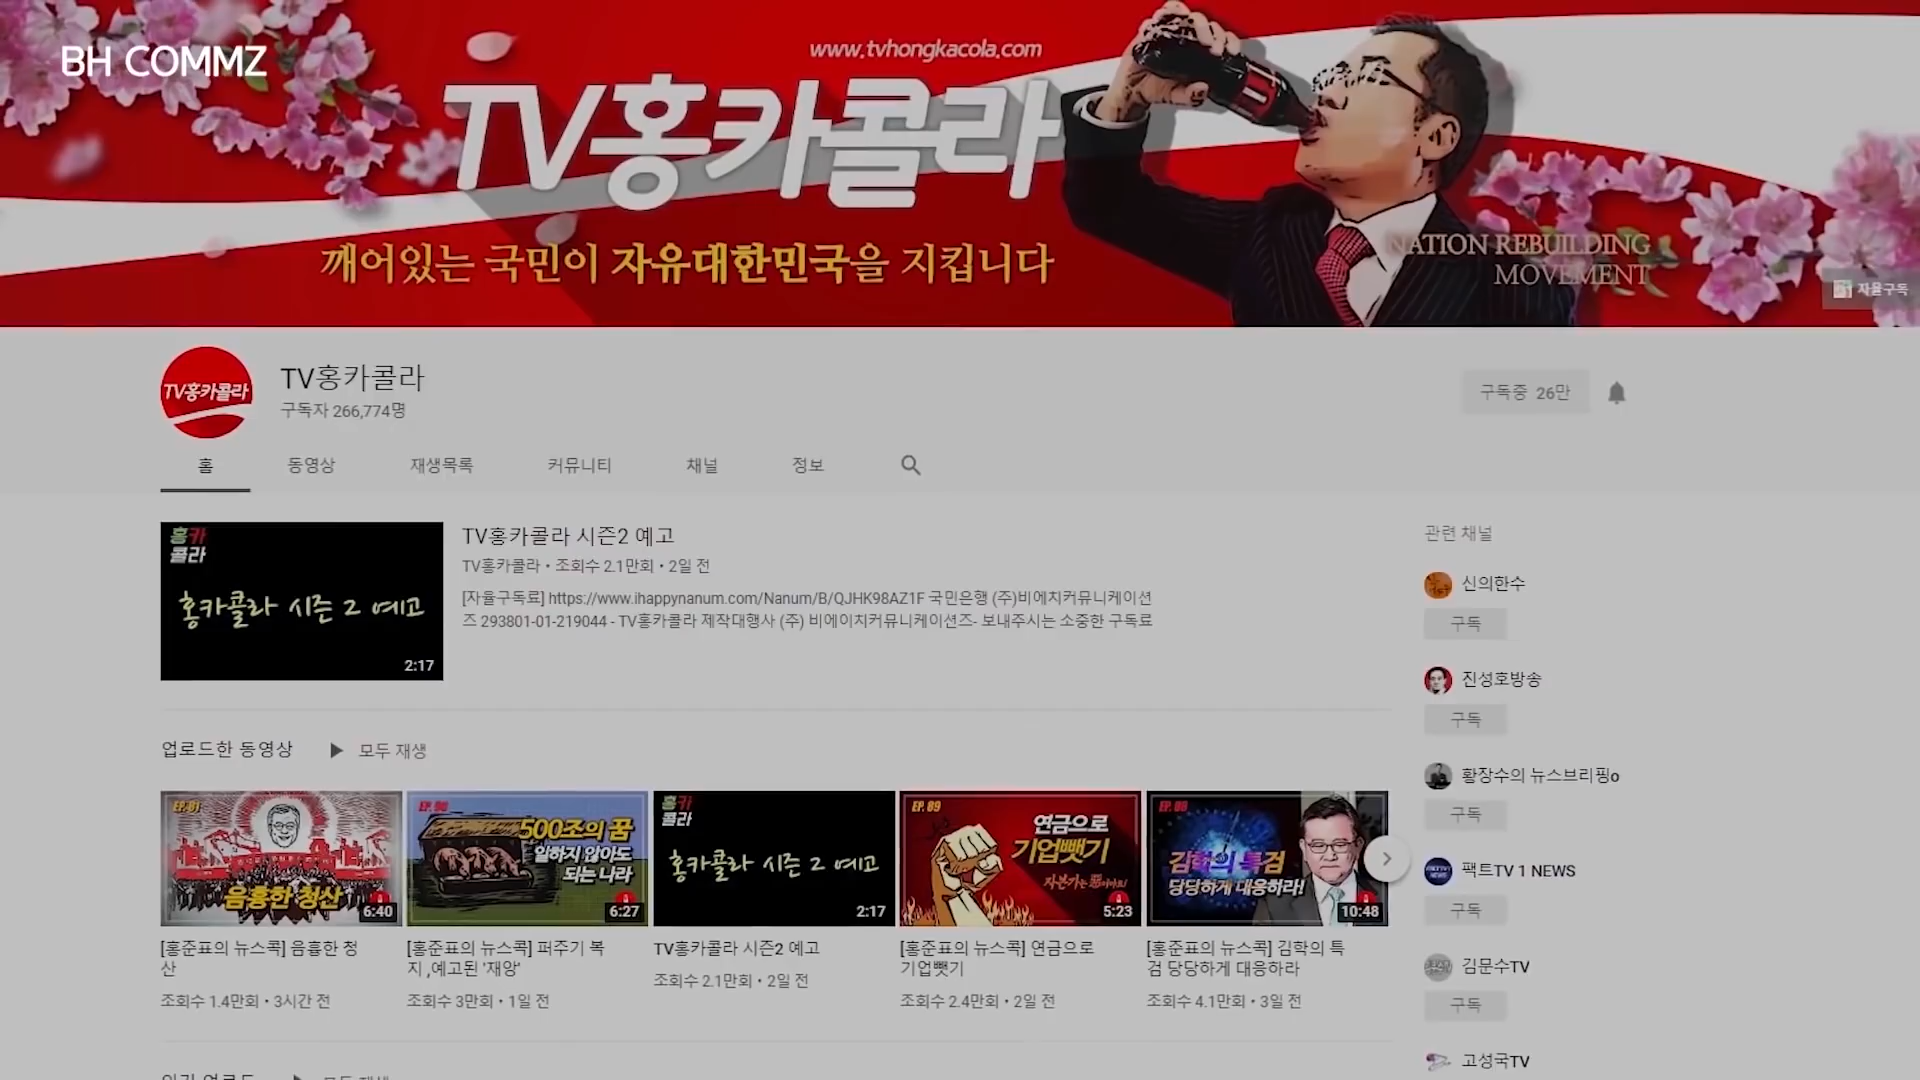 BH COMMZ
www.tvhongkacola.com
TV홍카콜라
깨어있는 국민이 자유대한민국을 지킵니다
NATION REBUILDING
MOVEMENT
자율구독
TV홍카콜라
TV홍카콜라
구독자 266,774명
구독중 26만
홈 동영상 재생목록 커뮤니티 채널 정보
홍카
콜라
홍카콜라 시즌 2 예고
2:17
TV홍카콜라 시즌2 예고
TV홍카콜라 • 조회수 2.1만회 • 2일 전
[자율구독료] https://www.ihappynanum.com/Nanum/B/QJHK98AZ1F 국민은행 (주)비에치커뮤니케이션
즈 293801-01-219044 - TV홍카콜라 제작대행사 (주) 비에이치커뮤니케이션즈- 보내주시는 소중한 구독료
관련 채널
신의한수
구독
진성호방송
구독
황장수의 뉴스브리핑o
구독
팩트TV 1 NEWS
구독
김문수TV
구독
고성국TV
업로드한 동영상 모두 재생
음흉한 청산
6:40
[홍준표의 뉴스콕] 음흉한 청
산
조회수 1.4만회 • 3시간 전
EP. 90
500조의 꿈
일하지 않아도
되는 나라
6:27
[홍준표의 뉴스콕] 퍼주기 복
지 ,예고된 '재앙'
조회수 3만회 • 1일 전
홍카
콜라
홍카콜라 시즌 2 예고
2:17
TV홍카콜라 시즌2 예고
조회수 2.1만회 • 2일 전
EP. 89
연금으로
기업뺏기
5:23
[홍준표의 뉴스콕] 연금으로
기업뺏기
조회수 2.4만회 • 2일 전
EP. 88
김학의 특검
당당하게 대응하라!
10:48
[홍준표의 뉴스콕] 김학의 특
검 당당하게 대응하라
조회수 4.1만회 • 3일 전